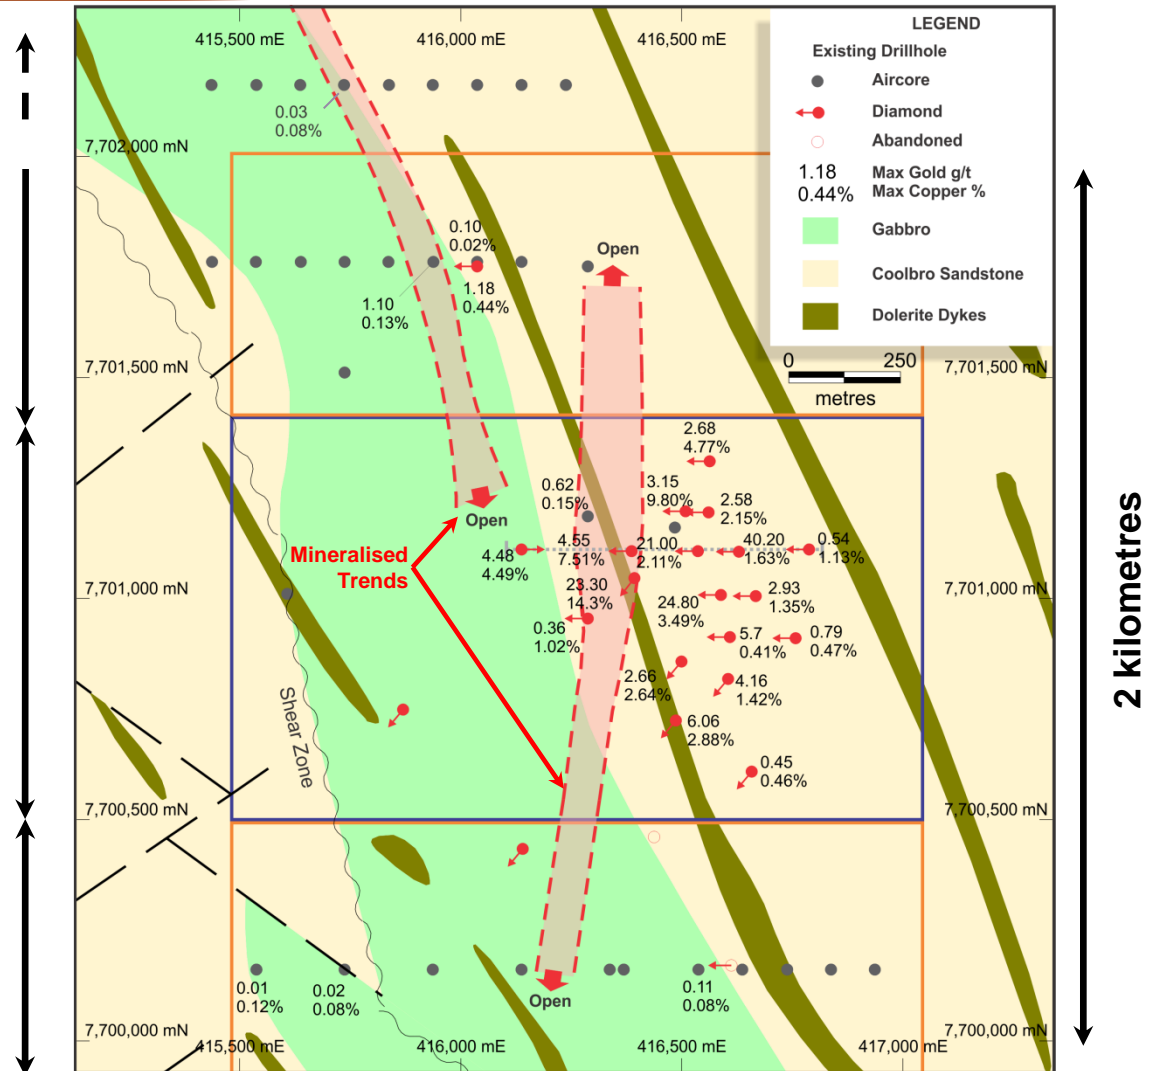 415,500 mE
416,000 mE
416,500 mE
LEGEND
Existing Drillhole
Aircore
Diamond
Abandoned
1.18
0.44%
Max Gold g/t
Max Copper %
Gabbro
Coolbro Sandstone
Dolerite Dykes
0
250
metres
0.03
0.08%
7,702,000 mN
0.10
0.02%
1.18
0.44%
1.10
0.13%
Open
7,701,500 mN
7,701,500 mN
2.68
4.77%
0.62
0.15%
3.15
9.80%
2.58
2.15%
Open
4.48
4.49%
4.55
7.51%
21.00
2.11%
40.20
1.63%
0.54
1.13%
Mineralised
Trends
23.30
14.3%
24.80
3.49%
2.93
1.35%
7,701,000 mN
7,701,000 mN
0.36
1.02%
5.7
0.41%
0.79
0.47%
2.66
2.64%
4.16
1.42%
6.06
2.88%
0.45
0.46%
Shear Zone
2 kilometres
7,700,500 mN
7,700,500 mN
0.01
0.12%
0.02
0.08%
Open
0.11
0.08%
7,700,000 mN
7,700,000 mN
415,500 mE
416,000 mE
416,500 mE
417,000 mE